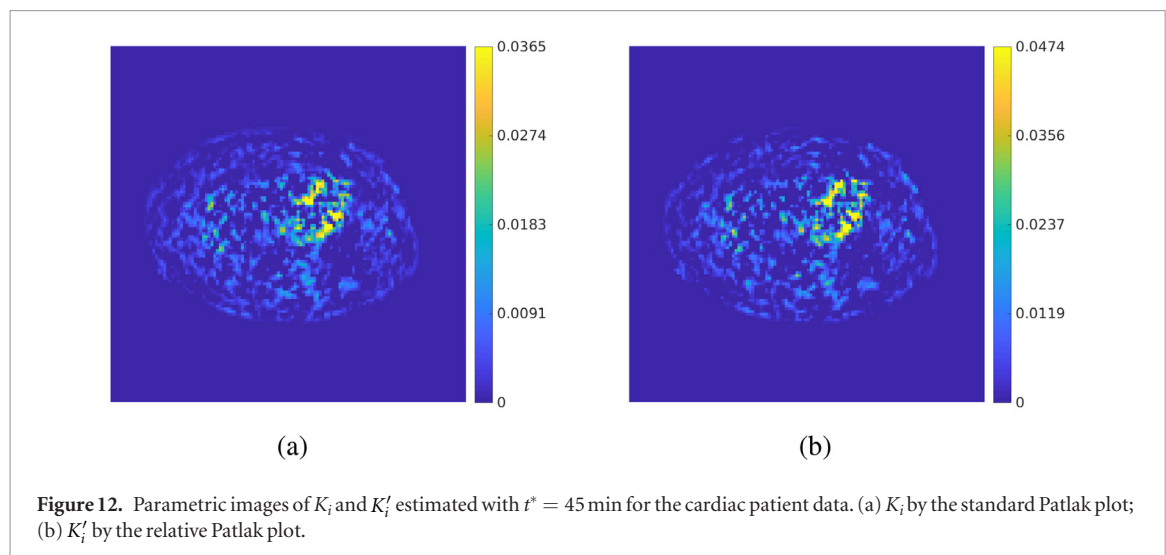 0.0365
0.0274
0.0183
0.0091
0
(a)
0.0474
0.0356
0.0237
0.0119
0
(b)
Figure 12. Parametric images of K_i and K_i′ estimated with t* = 45 min for the cardiac patient data. (a) K_i by the standard Patlak plot;
(b) K_i′ by the relative Patlak plot.